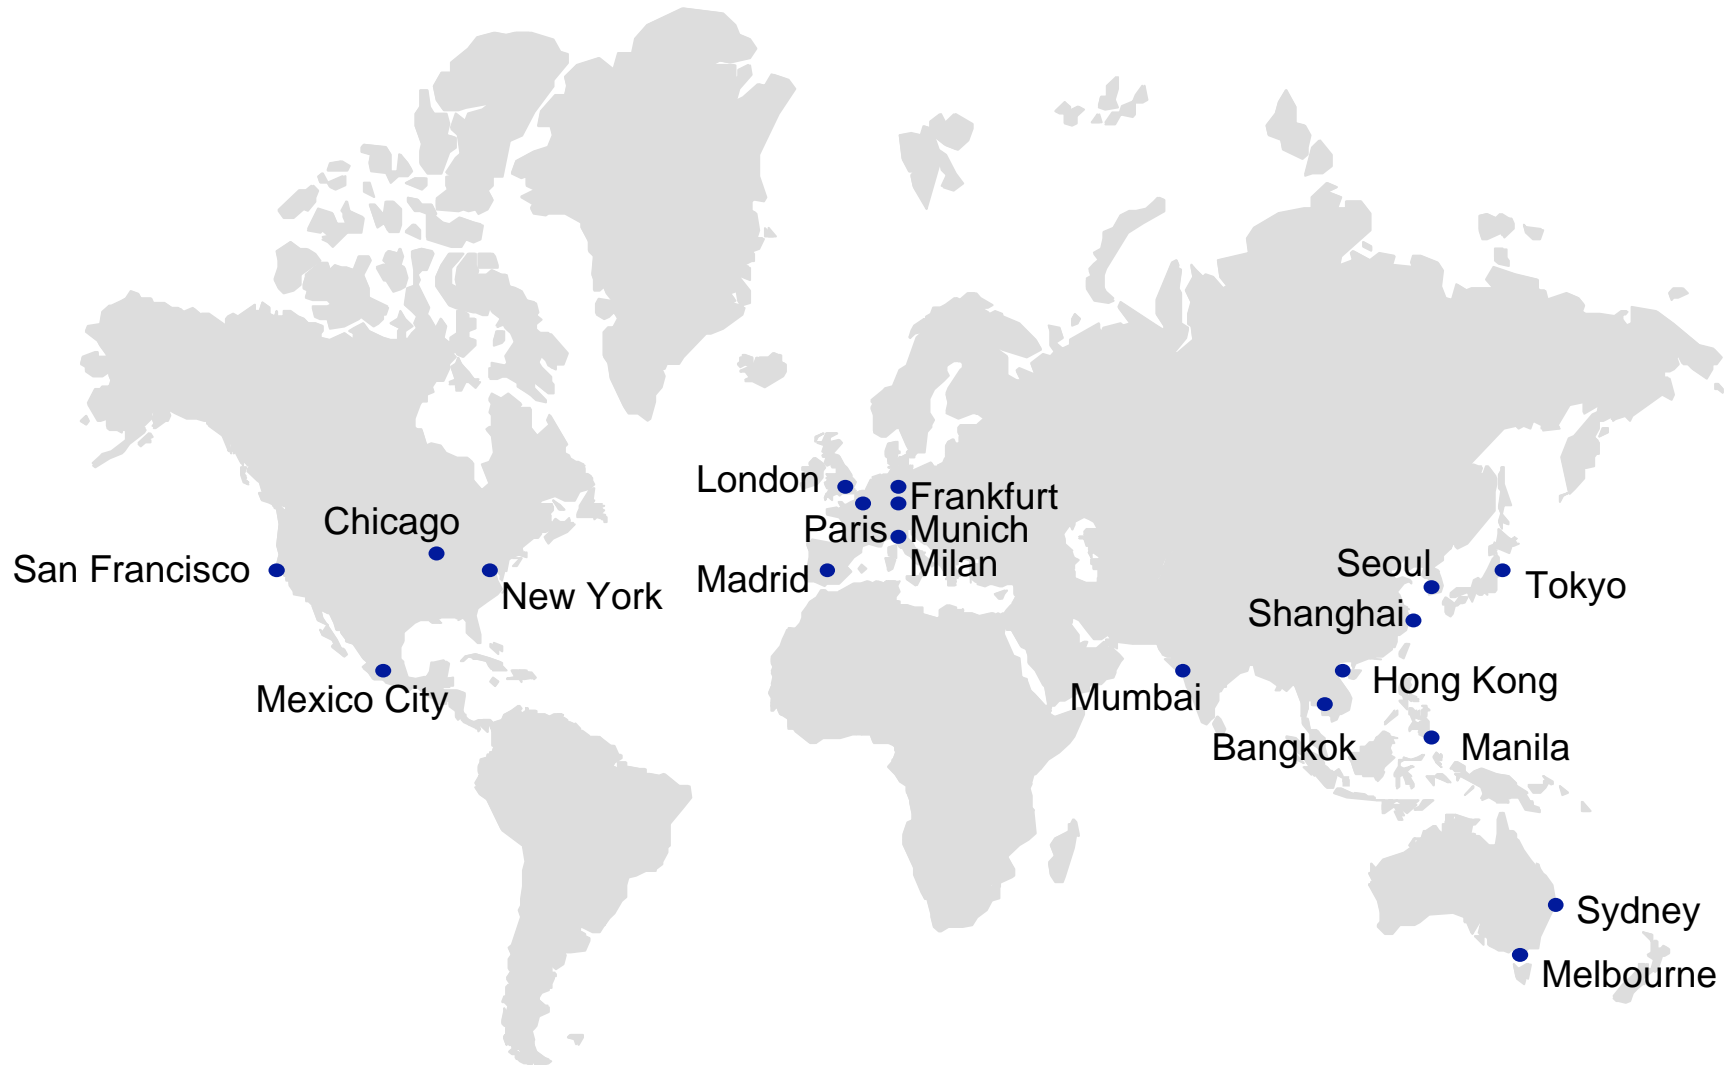 London
Frankfurt
Chicago
Paris
Munich
San Francisco
Milan
Seoul
Madrid
New York
Tokyo
Shanghai
Mexico City
Mumbai
Hong Kong
Bangkok
Manila
Sydney
Melbourne